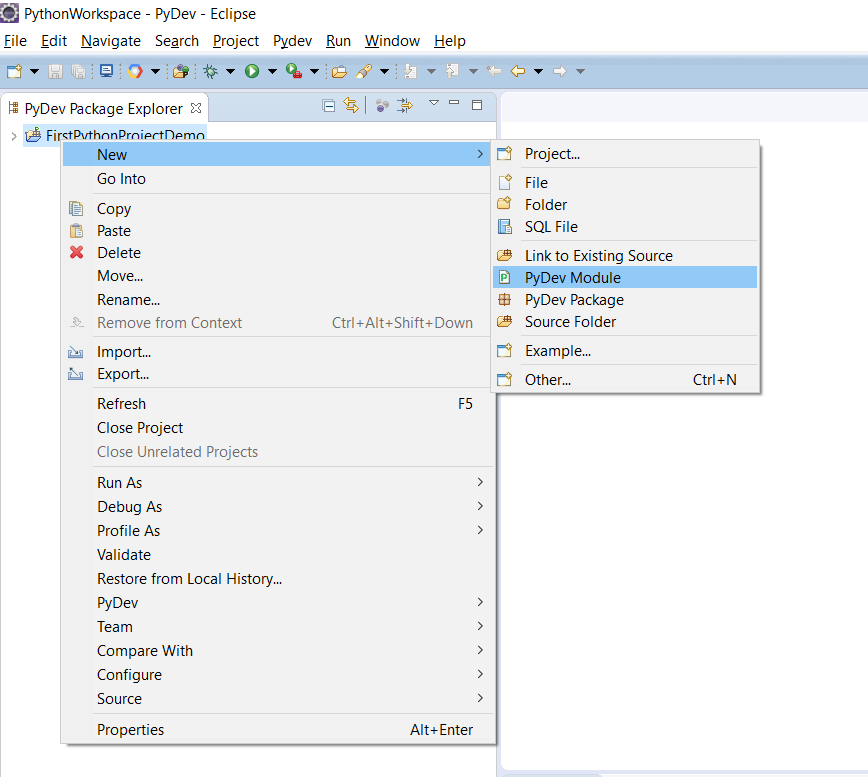 PythonWorkspace - PyDev - Eclipse
File Edit Navigate Search Project Pydev Run Window Help
PyDev Package Explorer
FirstPythonProjectDemo
New
Go Into
Copy
Paste
Delete
Move...
Rename...
Remove from Context Ctrl+Alt+Shift+Down
Import...
Export...
Refresh F5
Close Project
Close Unrelated Projects
Run As
Debug As
Profile As
Validate
Restore from Local History...
PyDev
Team
Compare With
Configure
Source
Properties Alt+Enter
Project...
File
Folder
SQL File
Link to Existing Source
PyDev Module
PyDev Package
Source Folder
Example...
Other... Ctrl+N